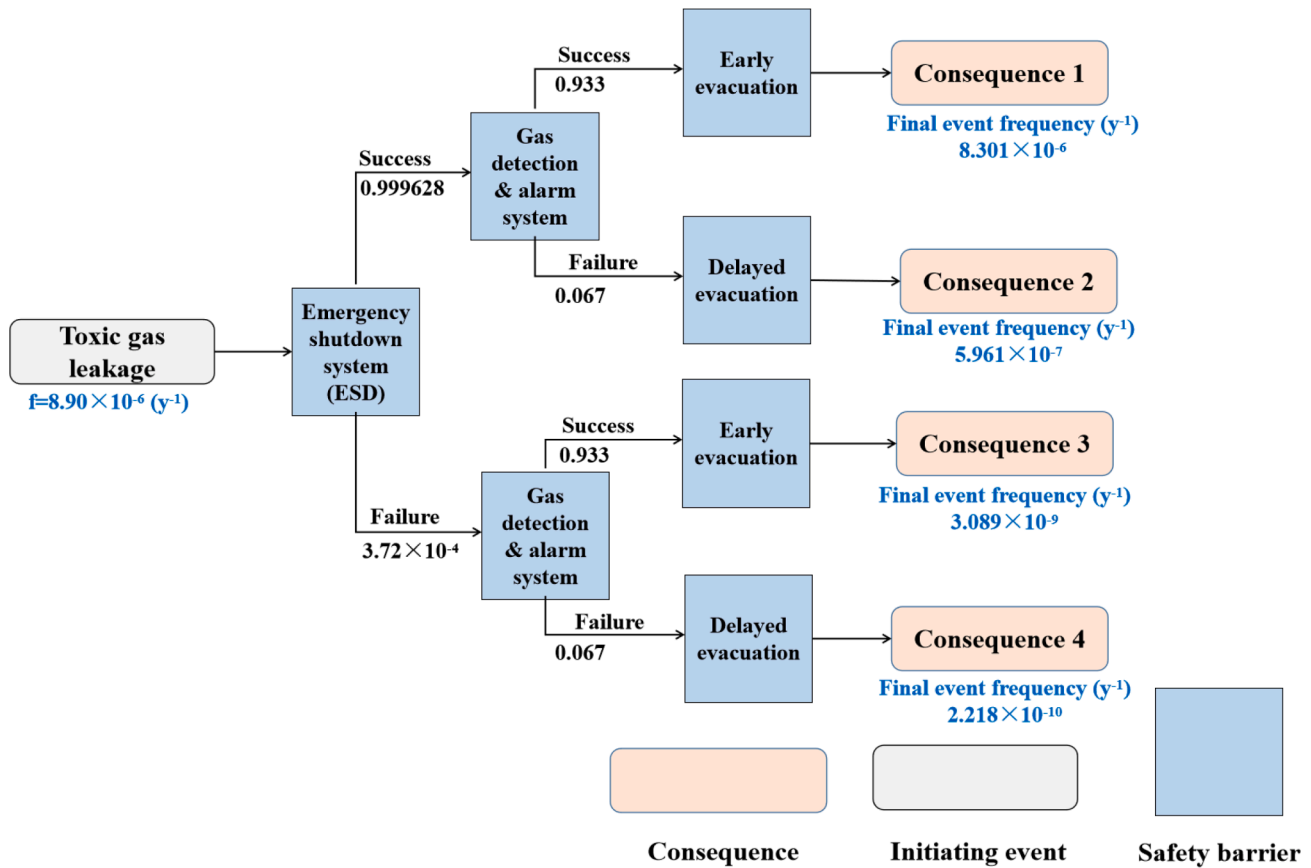 Success
0.933
Early
evacuation
Consequence 1
Final event frequency (y⁻¹)
8.301×10⁻⁶
Success
0.999628
Gas
detection
& alarm
system
Failure
0.067
Delayed
evacuation
Consequence 2
Final event frequency (y⁻¹)
5.961×10⁻⁷
Toxic gas
leakage
f=8.90×10⁻⁶ (y⁻¹)
Emergency
shutdown
system
(ESD)
Success
0.933
Early
evacuation
Consequence 3
Final event frequency (y⁻¹)
3.089×10⁻⁹
Failure
3.72×10⁻⁴
Gas
detection
& alarm
system
Failure
0.067
Delayed
evacuation
Consequence 4
Final event frequency (y⁻¹)
2.218×10⁻¹⁰
Consequence
Initiating event
Safety barrier